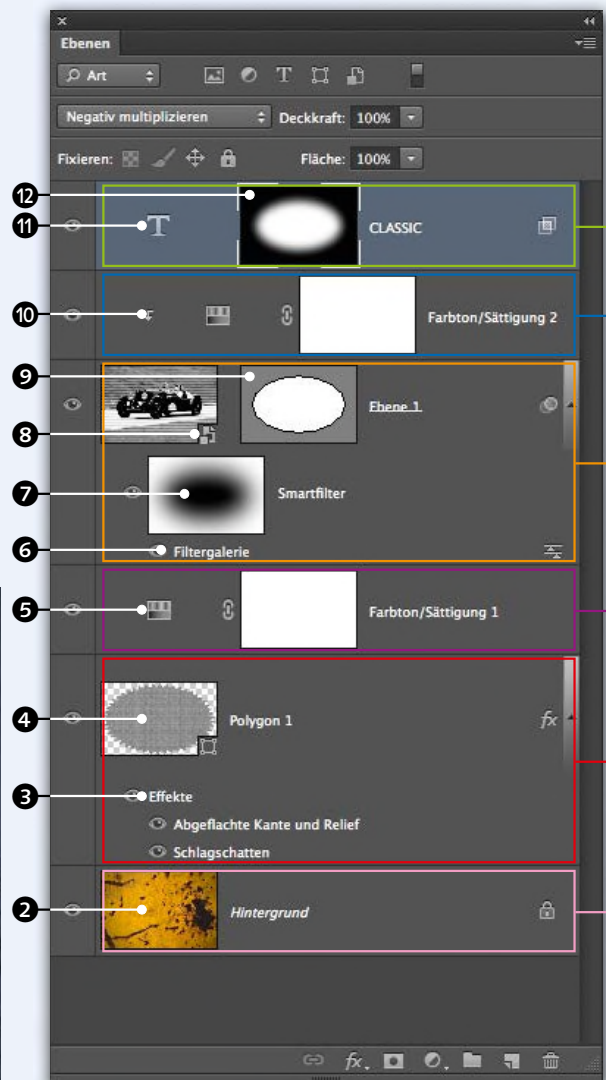 Ebenen
Art
Negativ multiplizieren Deckkraft: 100%
Fixieren: Fläche: 100%
12
11 T CLASSIC
10 Farbton/Sättigung 2
9 Ebene 1
8
7 Smartfilter
6 Filtergalerie
5 Farbton/Sättigung 1
4 Polygon 1 fx
3 Effekte
Abgeflachte Kante und Relief
Schlagschatten
2 Hintergrund
fx.